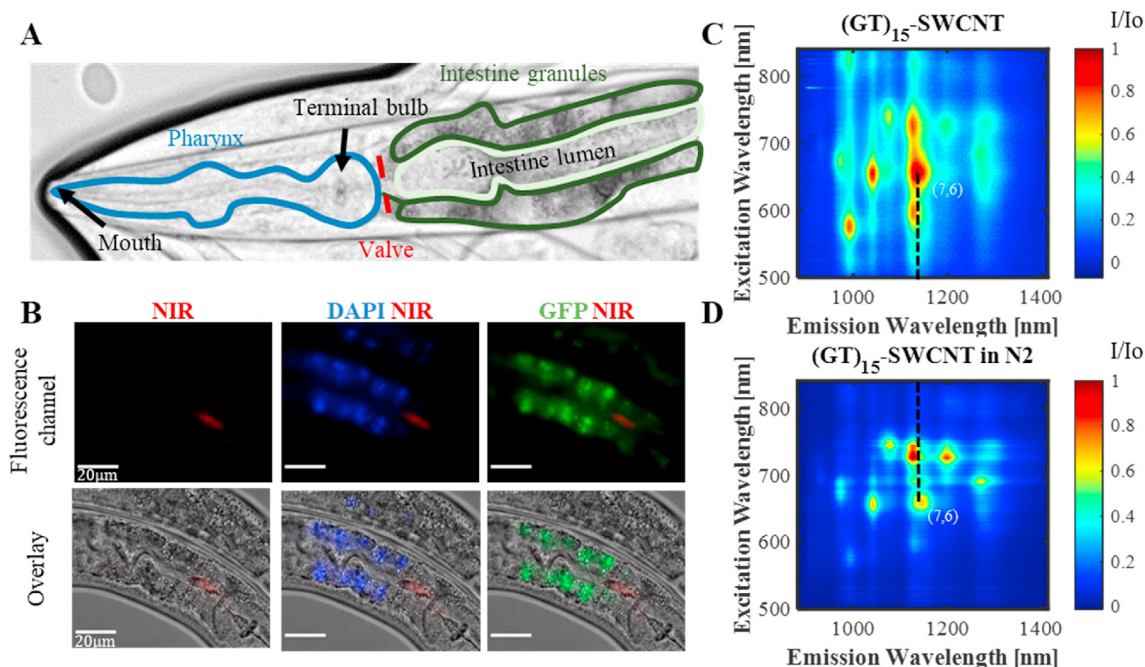 A
Intestine granules
Terminal bulb
Pharynx
Intestine lumen
Mouth
Valve
B
NIR
DAPI NIR
GFP NIR
Fluorescence channel
20μm
Overlay
20μm
C
(GT)15-SWCNT
I/Io
Excitation Wavelength [nm]
800
700
600
500
(7,6)
1000
1200
1400
Emission Wavelength [nm]
1
0.8
0.6
0.4
0.2
0
D
(GT)15-SWCNT in N2
I/Io
Excitation Wavelength [nm]
800
700
600
500
(7,6)
1000
1200
1400
Emission Wavelength [nm]
1
0.8
0.6
0.4
0.2
0